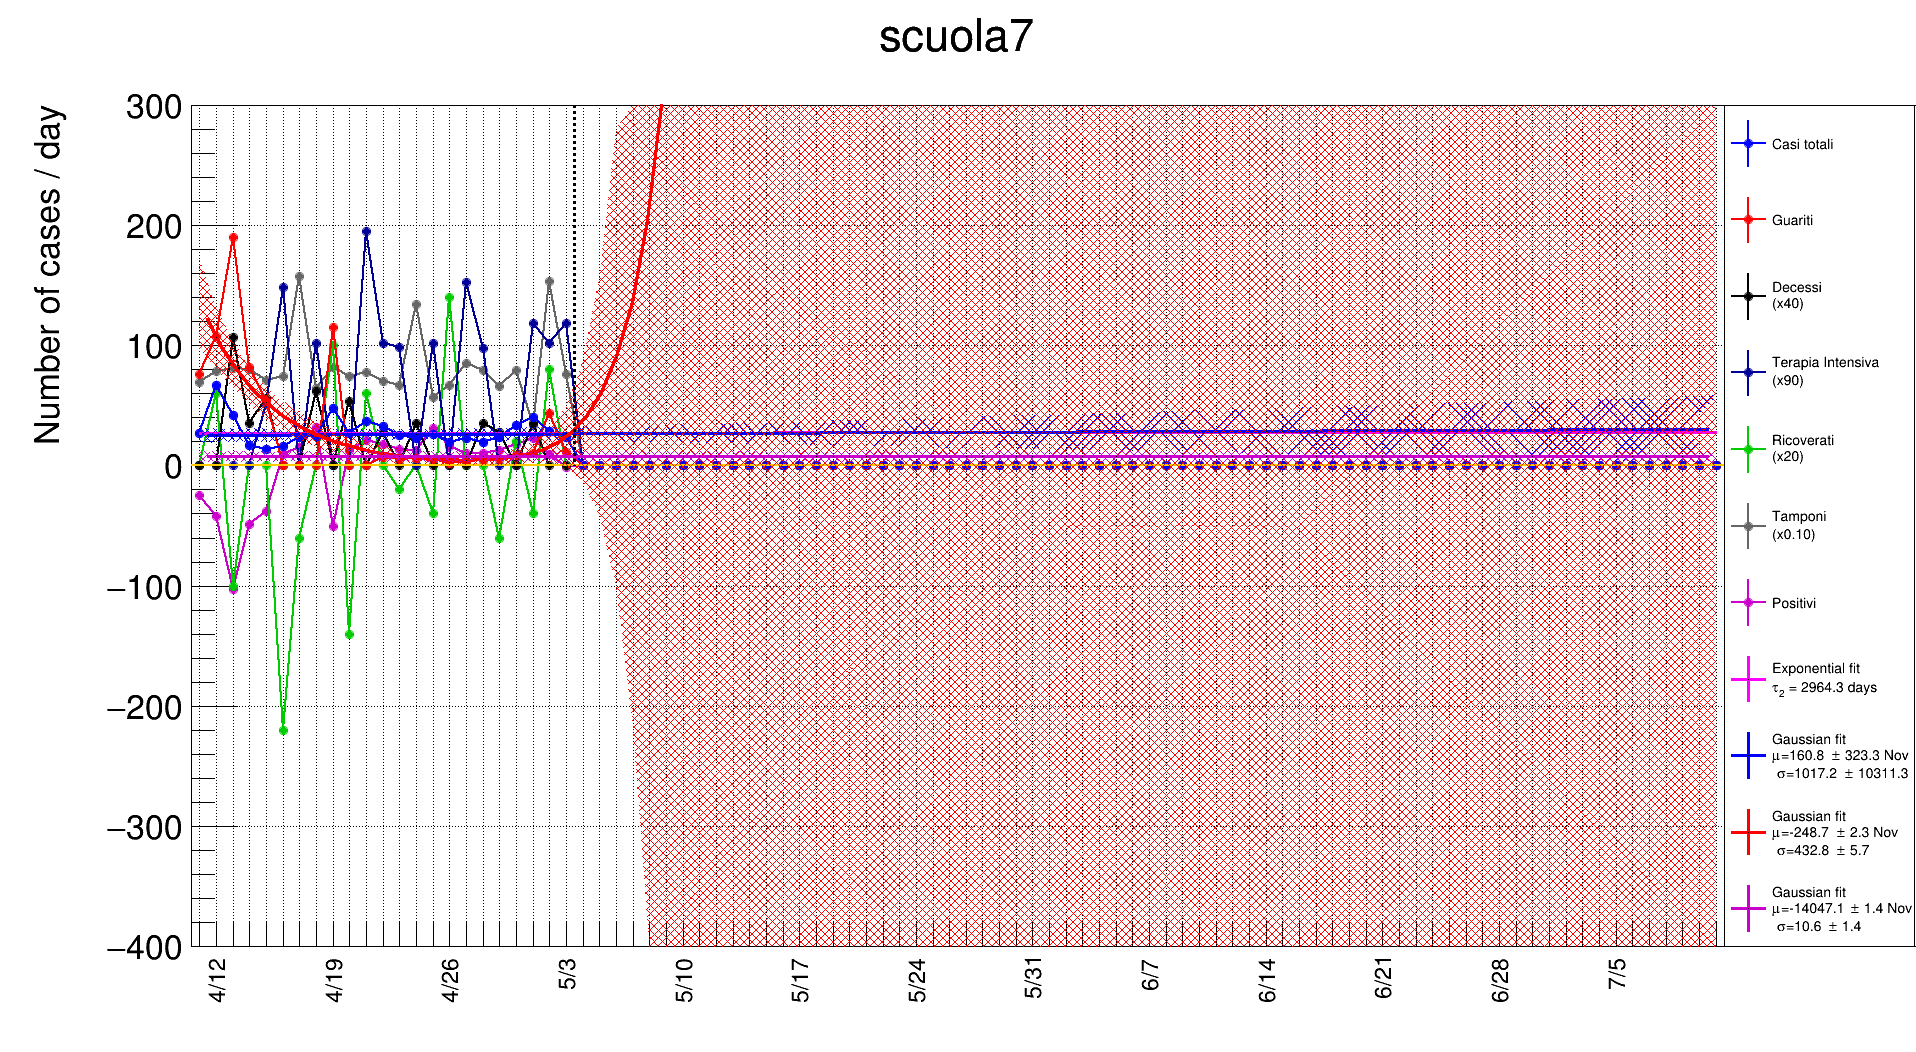 scuola7
Number of cases / day
300
200
100
0
−100
−200
−300
−400
4/12
4/19
4/26
5/3
5/10
5/17
5/24
5/31
6/7
6/14
6/21
6/28
7/5
Casi totali
Guariti
Decessi
(x40)
Terapia Intensiva
(x90)
Ricoverati
(x20)
Tamponi
(x0.10)
Positivi
Exponential fit
τ2 = 2964.3 days
Gaussian fit
μ=160.8 ± 323.3 Nov
σ=1017.2 ± 10311.3
Gaussian fit
μ=-248.7 ± 2.3 Nov
σ=432.8 ± 5.7
Gaussian fit
μ=-14047.1 ± 1.4 Nov
σ=10.6 ± 1.4